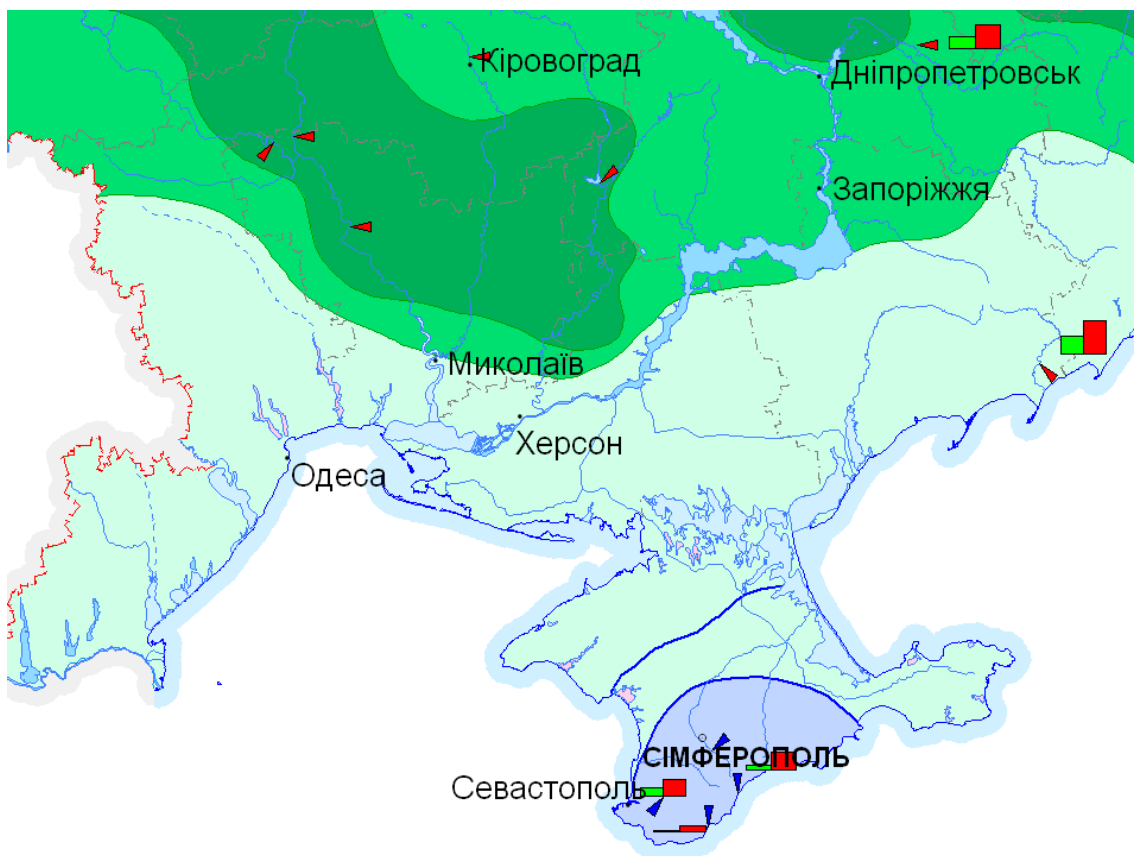 Кіровоград
Дніпропетровськ
Запоріжжя
Миколаїв
Херсон
Одеса
СІМФЕРОПОЛЬ
Севастополь